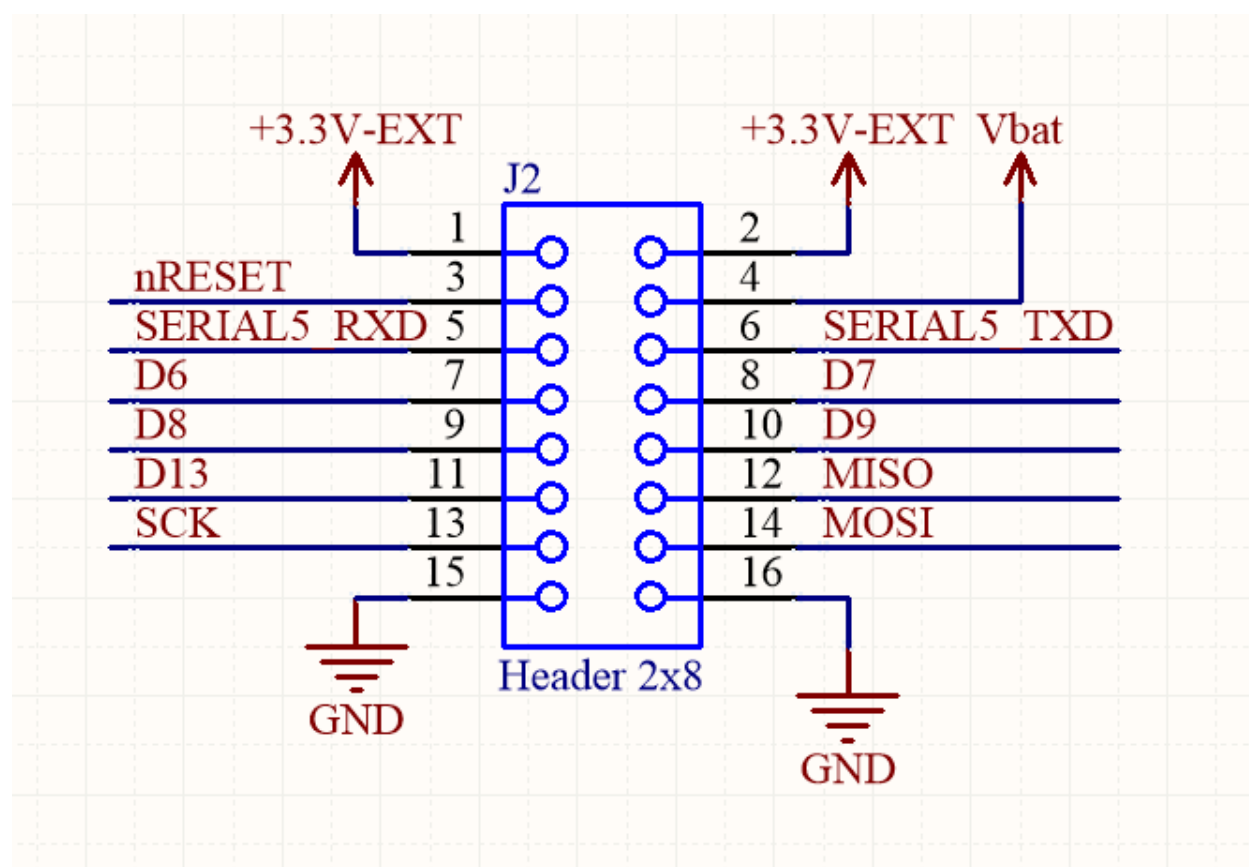 +3.3V-EXT +3.3V-EXT Vbat
J2
1 2
nRESET 3 4
SERIAL5_RXD 5 6 SERIAL5_TXD
D6 7 8 D7
D8 9 10 D9
D13 11 12 MISO
SCK 13 14 MOSI
15 16
Header 2x8
GND
GND